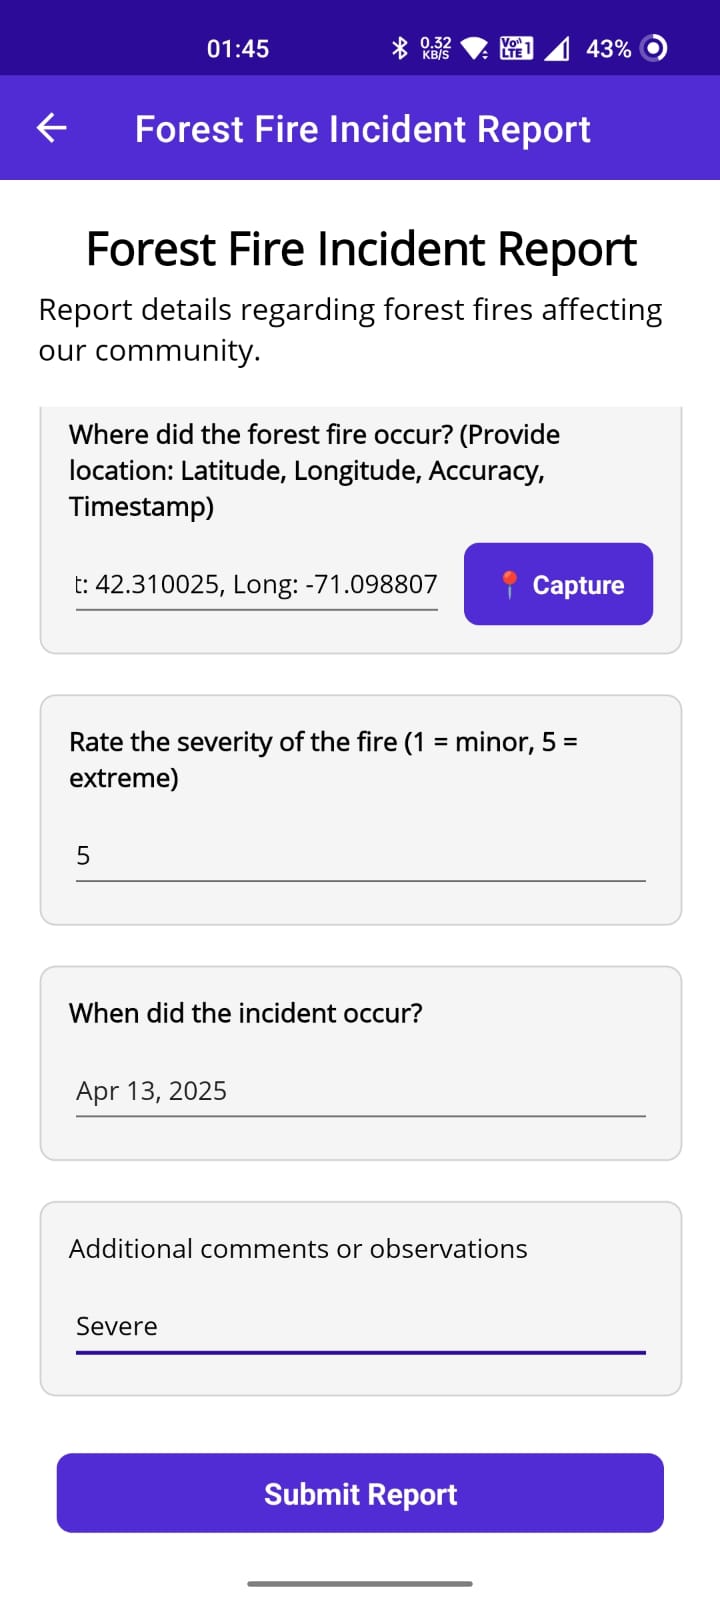 01:45
0.32 KB/S
Vo 1 LTE
43%
Forest Fire Incident Report
Forest Fire Incident Report
Report details regarding forest fires affecting
our community.
Where did the forest fire occur? (Provide
location: Latitude, Longitude, Accuracy,
Timestamp)
t: 42.310025, Long: -71.098807
Capture
Rate the severity of the fire (1 = minor, 5 =
extreme)
5
When did the incident occur?
Apr 13, 2025
Additional comments or observations
Severe
Submit Report